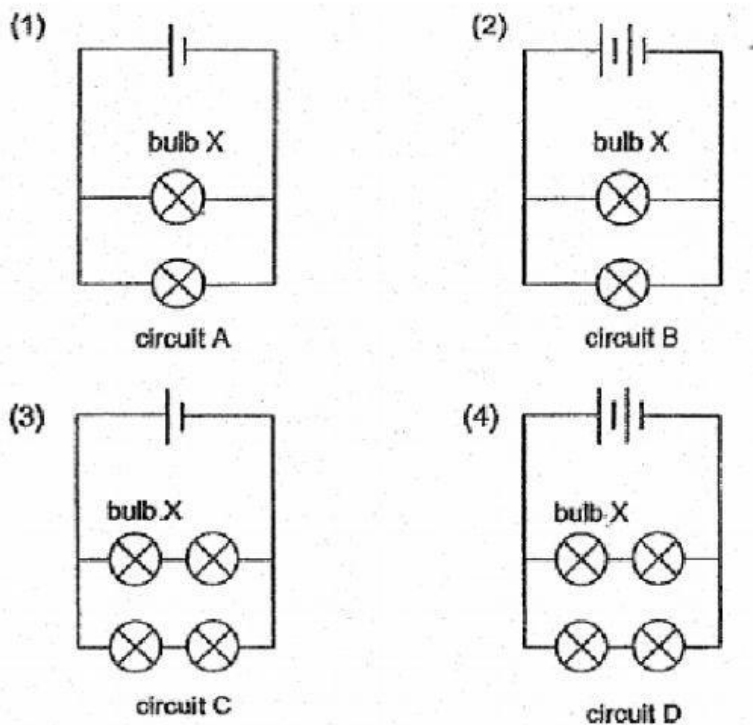 (1)
(2)
bulb X
bulb X
circuit A
circuit B
(3)
(4)
bulb.X
bulb X
circuit C
circuit D